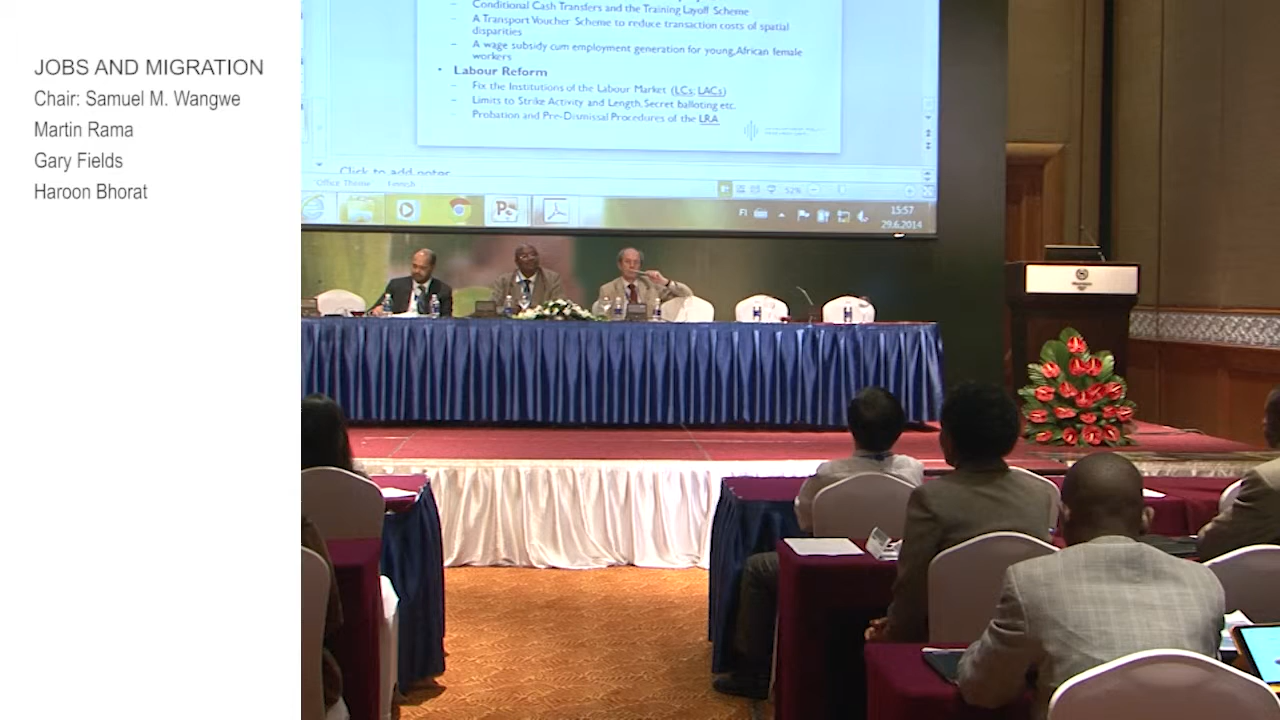 JOBS AND MIGRATION
Chair: Samuel M. Wangwe
Martin Rama
Gary Fields
Haroon Bhorat
– Conditional Cash Transfers and the Training Layoff Scheme
– A Transport Voucher Scheme to reduce transaction costs of spatial
disparities
– A wage subsidy cum employment generation for young, African female
workers
• Labour Reform
– Fix the Institutions of the Labour Market (LCs; LACs)
– Limits to Strike Activity and Length, Secret balloting etc.
– Probation and Pre-Dismissal Procedures of the LRA
Click to add notes
"Office Theme"
52%
FI
15:57
29.6.2014